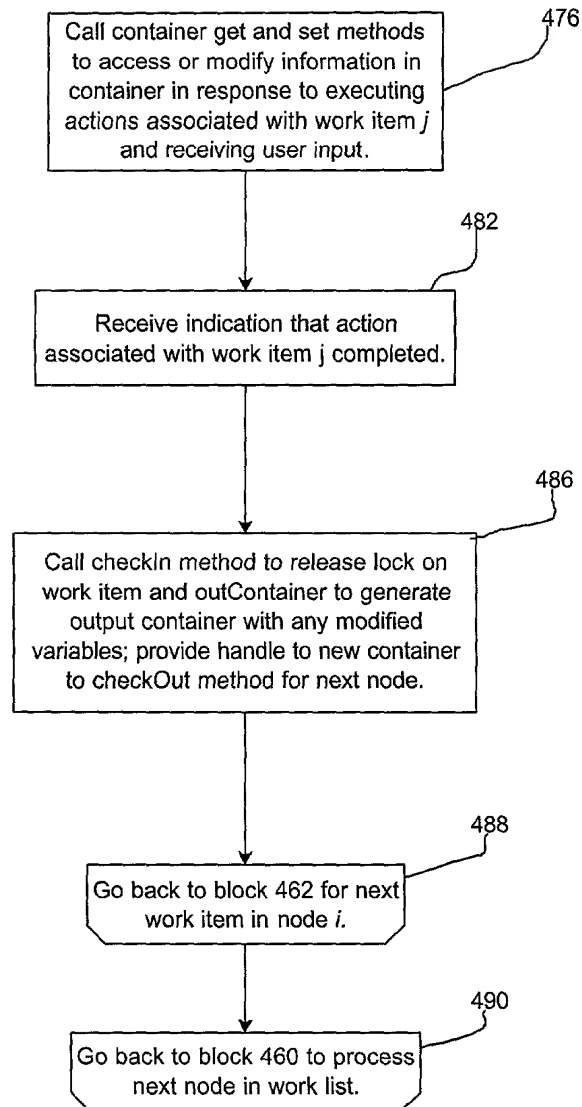 Call container get and set methods
to access or modify information in
container in response to executing
actions associated with work item j
and receiving user input.
476
482
Receive indication that action
associated with work item j completed.
486
Call checkIn method to release lock on
work item and outContainer to generate
output container with any modified
variables; provide handle to new container
to checkOut method for next node.
488
Go back to block 462 for next
work item in node i.
490
Go back to block 460 to process
next node in work list.